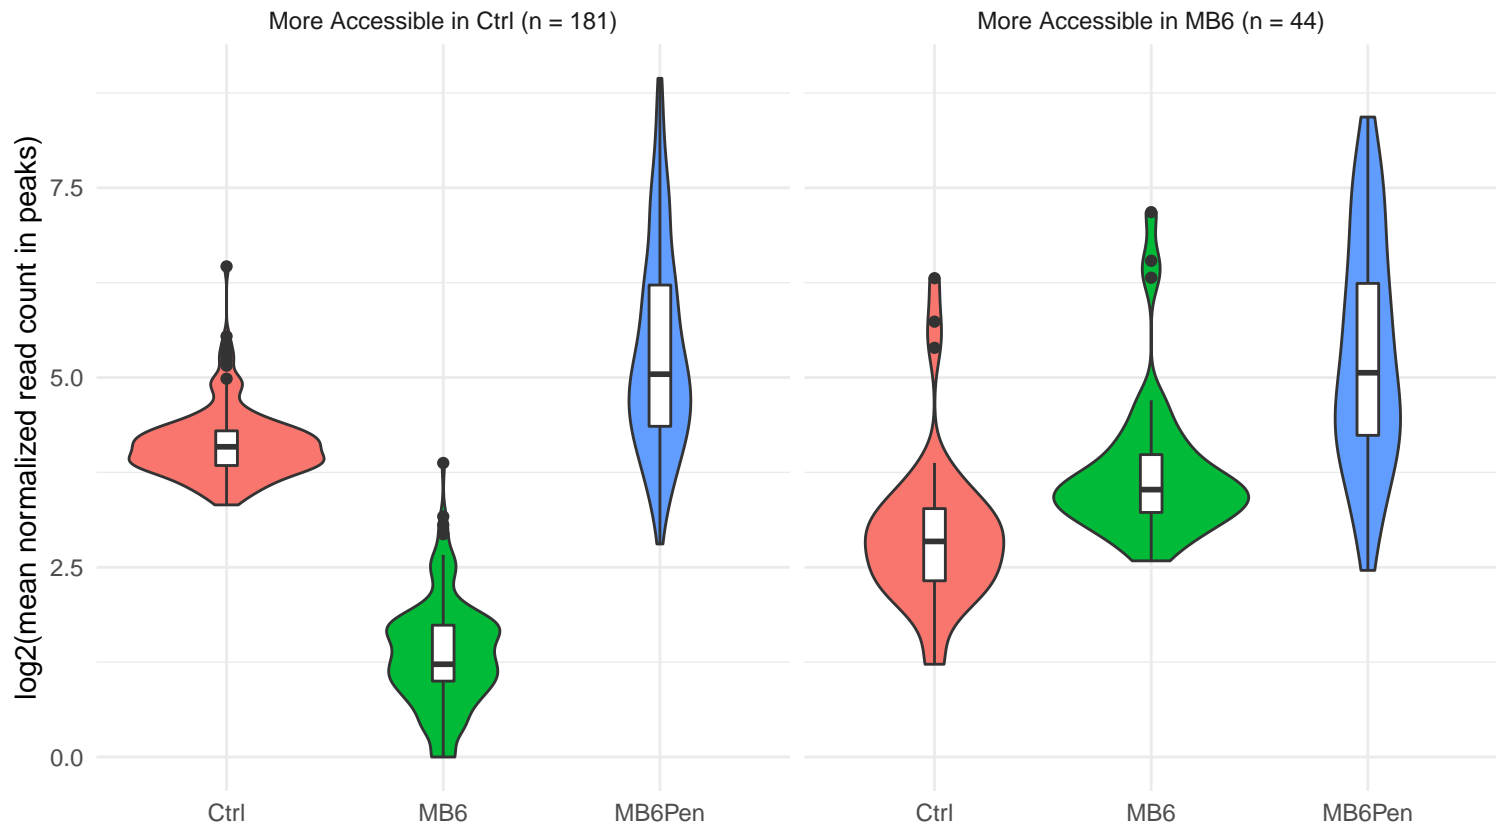 More Accessible in Ctrl (n = 181)
More Accessible in MB6 (n = 44)
log2(mean normalized read count in peaks)
7.5
5.0
2.5
0.0
Ctrl
MB6
MB6Pen
Ctrl
MB6
MB6Pen